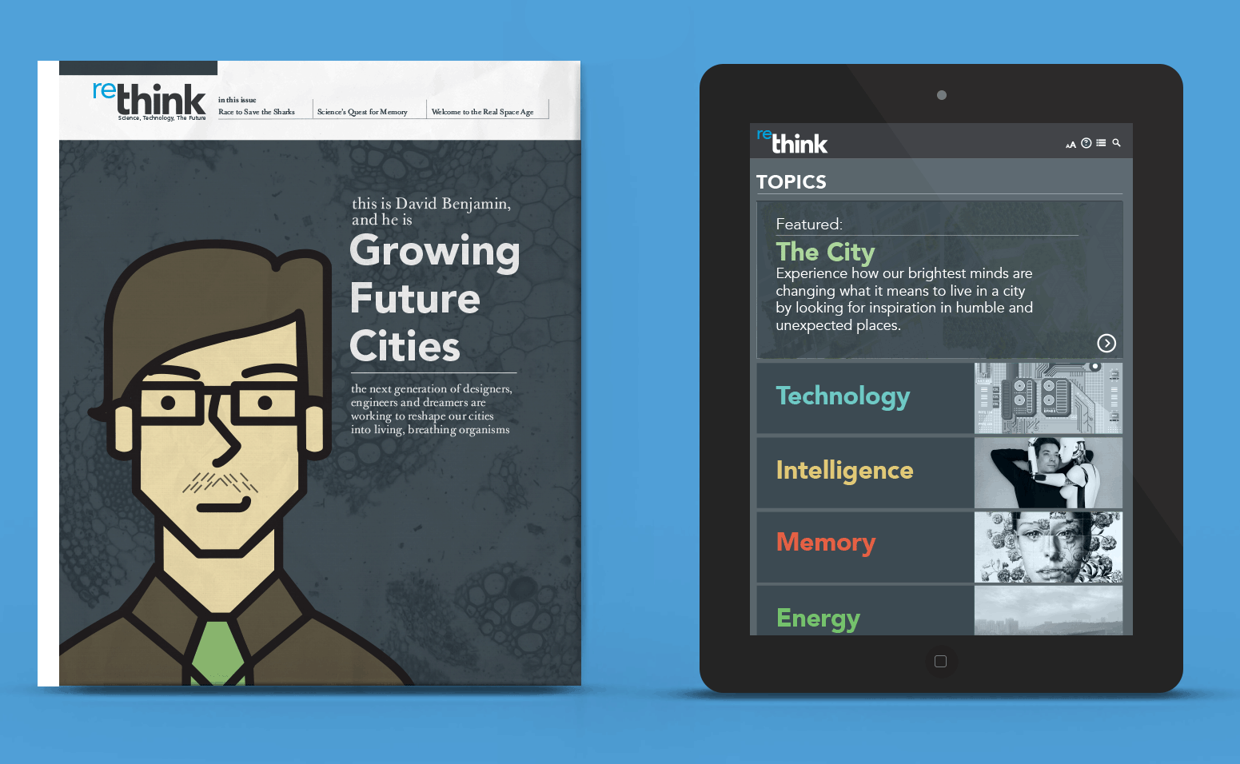 rethink
Science, Technology, The Future
in this issue
Race to Save the Sharks
Science's Quest for Memory
Welcome to the Real Space Age
this is David Benjamin,
and he is
Growing
Future
Cities
the next generation of designers,
engineers and dreamers are
working to reshape our cities
into living, breathing organisms
rethink
AA ?
TOPICS
Featured:
The City
Experience how our brightest minds are
changing what it means to live in a city
by looking for inspiration in humble and
unexpected places.
Technology
Intelligence
Memory
Energy